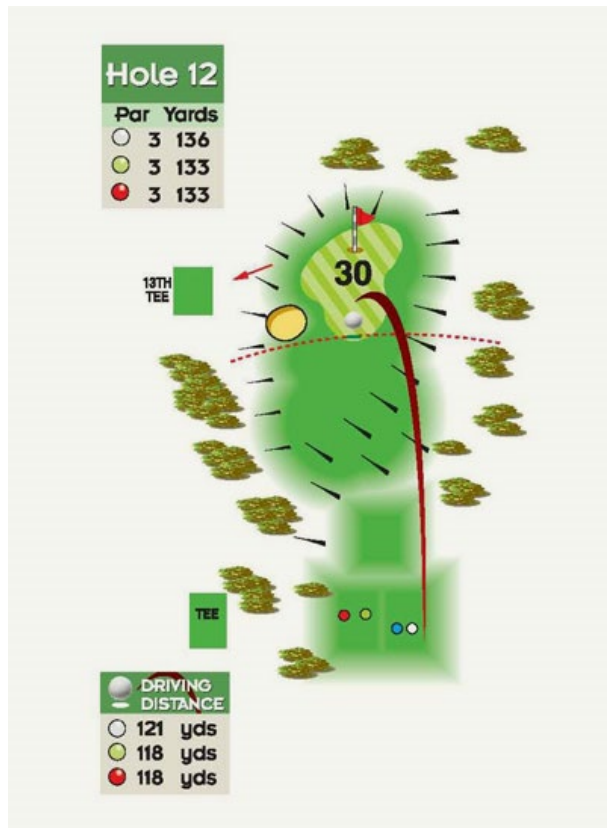 Hole 12
Par Yards
3 136
3 133
3 133
30
13TH
TEE
TEE
DRIVING
DISTANCE
121 yds
118 yds
118 yds